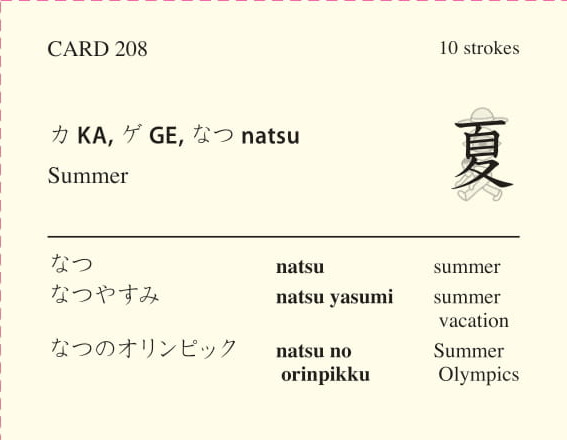 CARD 208 10 strokes
カ KA, ゲ GE, なつ natsu
夏
Summer
なつ natsu summer
なつやすみ natsu yasumi summer
vacation
なつのオリンピック natsu no Summer
orinpikku Olympics